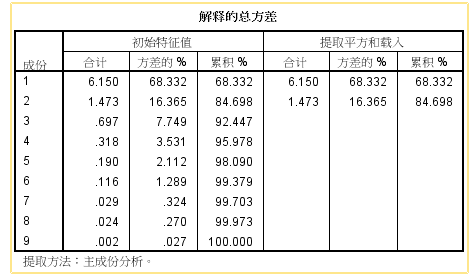 解释的总方差
初始特征值 提取平方和载入
成份 合计 方差的 % 累积 % 合计 方差的 % 累积 %
1 6.150 68.332 68.332 6.150 68.332 68.332
2 1.473 16.365 84.698 1.473 16.365 84.698
3 .697 7.749 92.447
4 .318 3.531 95.978
5 .190 2.112 98.090
6 .116 1.289 99.379
7 .029 .324 99.703
8 .024 .270 99.973
9 .002 .027 100.000
提取方法：主成份分析。